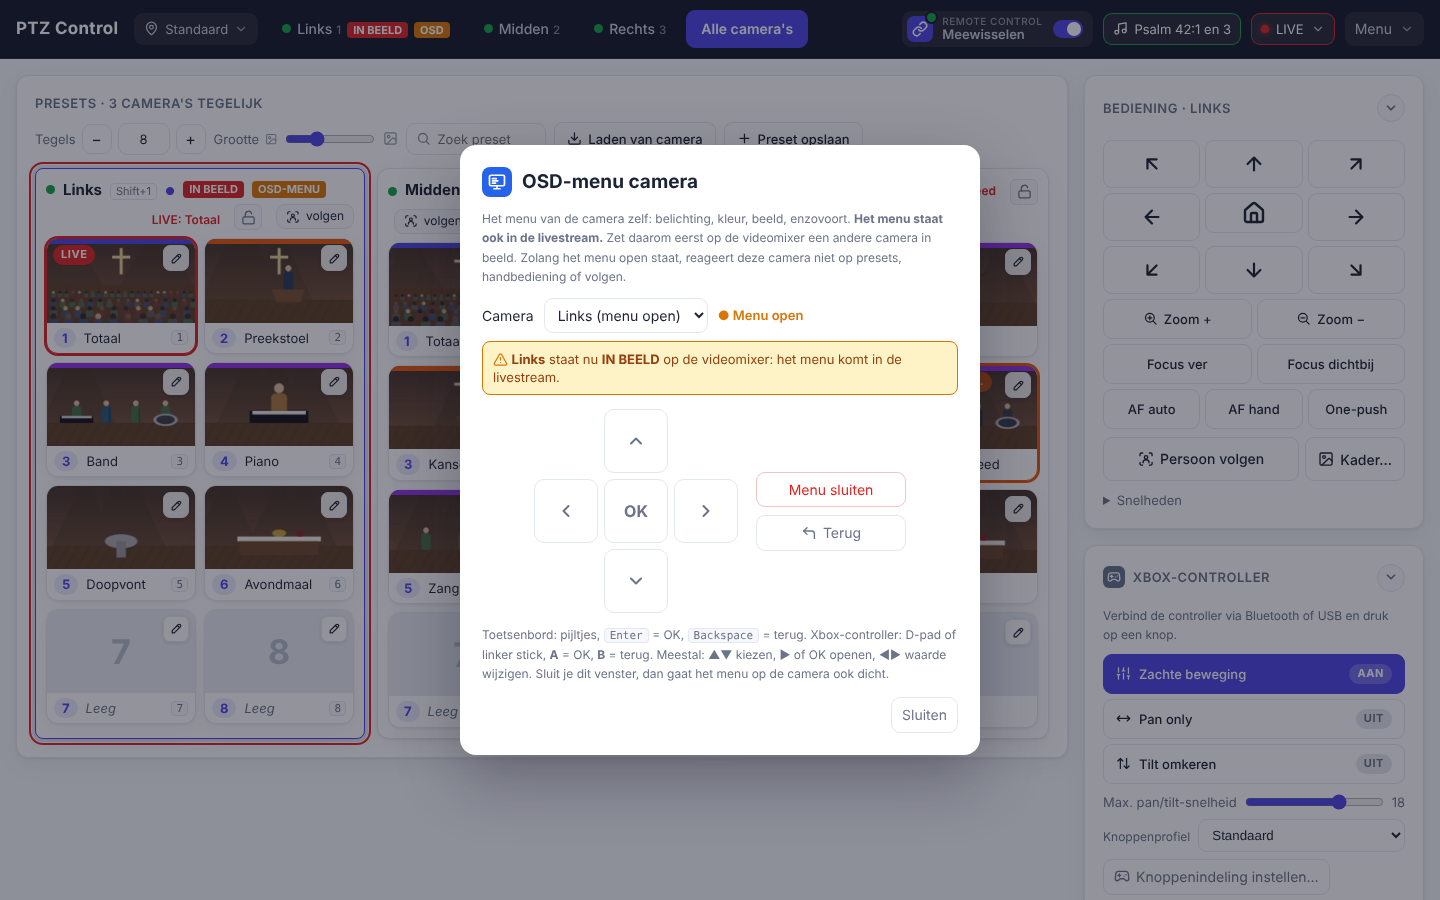 PTZ Control
Standaard
Links 1 IN BEELD OSD
Midden 2
Rechts 3
Alle camera's
REMOTE CONTROL
Meewisselen
Psalm 42:1 en 3
LIVE
Menu
PRESETS · 3 CAMERA'S TEGELIJK
Tegels − 8 + Grootte
Zoek preset
Laden van camera
Preset opslaan
Links Shift+1 IN BEELD OSD-MENU
LIVE: Totaal
volgen
LIVE
1 Totaal 1
2 Preekstoel 2
3 Band 3
4 Piano 4
5 Doopvont 5
6 Avondmaal 6
7
7 Leeg 7
8
8 Leeg 8
Midden
volgen
1 Totaa
3 Kans
5 Zang
7 Leeg
eed
eed
OSD-menu camera
Het menu van de camera zelf: belichting, kleur, beeld, enzovoort. Het menu staat
ook in de livestream. Zet daarom eerst op de videomixer een andere camera in
beeld. Zolang het menu open staat, reageert deze camera niet op presets,
handbediening of volgen.
Camera Links (menu open) Menu open
Links staat nu IN BEELD op de videomixer: het menu komt in de
livestream.
OK
Menu sluiten
Terug
Toetsenbord: pijltjes, Enter = OK, Backspace = terug. Xbox-controller: D-pad of
linker stick, A = OK, B = terug. Meestal: ▲▼ kiezen, ▶ of OK openen, ◀▶ waarde
wijzigen. Sluit je dit venster, dan gaat het menu op de camera ook dicht.
Sluiten
BEDIENING · LINKS
Zoom +
Zoom −
Focus ver
Focus dichtbij
AF auto
AF hand
One-push
Persoon volgen
Kader...
Snelheden
XBOX-CONTROLLER
Verbind de controller via Bluetooth of USB en druk
op een knop.
Zachte beweging AAN
Pan only UIT
Tilt omkeren UIT
Max. pan/tilt-snelheid 18
Knoppenprofiel Standaard
Knoppenindeling instellen...